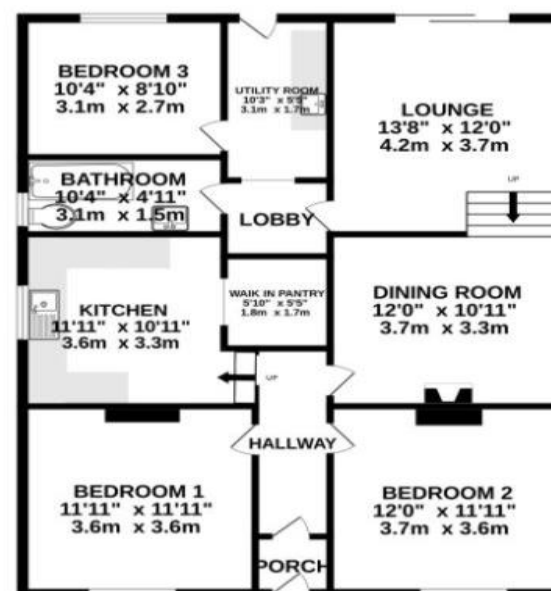 BEDROOM 3
10'4" x 8'10"
3.1m x 2.7m
UTILITY ROOM
10'3" x 5'5"
3.1m x 1.7m
LOUNGE
13'8" x 12'0"
4.2m x 3.7m
UP
BATHROOM
10'4" x 4'11"
3.1m x 1.5m
LOBBY
KITCHEN
11'11" x 10'11"
3.6m x 3.3m
WAIK IN PANTRY
5'10" x 5'5"
1.8m x 1.7m
DINING ROOM
12'0" x 10'11"
3.7m x 3.3m
UP
HALLWAY
BEDROOM 1
11'11" x 11'11"
3.6m x 3.6m
BEDROOM 2
12'0" x 11'11"
3.7m x 3.6m
PORCH